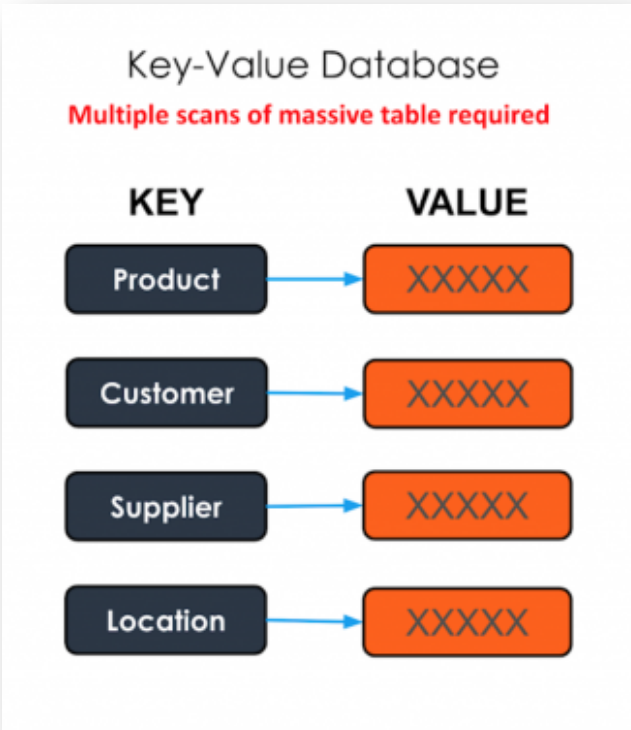 Key-Value Database
Multiple scans of massive table required
KEY VALUE
Product XXXXX
Customer XXXXX
Supplier XXXXX
Location XXXXX